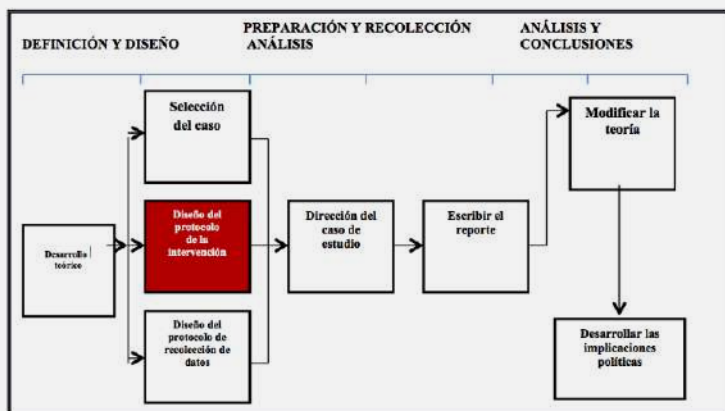 DEFINICIÓN Y DISEÑO
PREPARACIÓN Y RECOLECCIÓN
ANÁLISIS
ANÁLISIS Y
CONCLUSIONES
Selección
del caso
Diseño del
protocolo
de la
intervención
Diseño del
protocolo de
recolección de
datos
Desarrollo
teórico
Dirección del
caso de
estudio
Escribir el
reporte
Modificar la
teoría
Desarrollar las
implicaciones
políticas